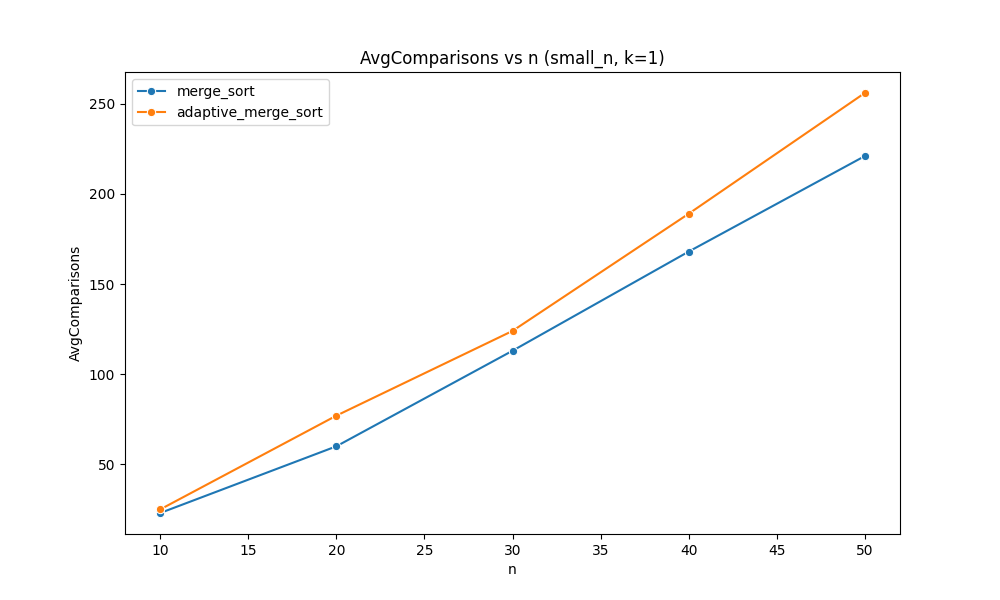 AvgComparisons vs n (small_n, k=1)
merge_sort
adaptive_merge_sort
AvgComparisons
250
200
150
100
50
10 15 20 25 30 35 40 45 50
n